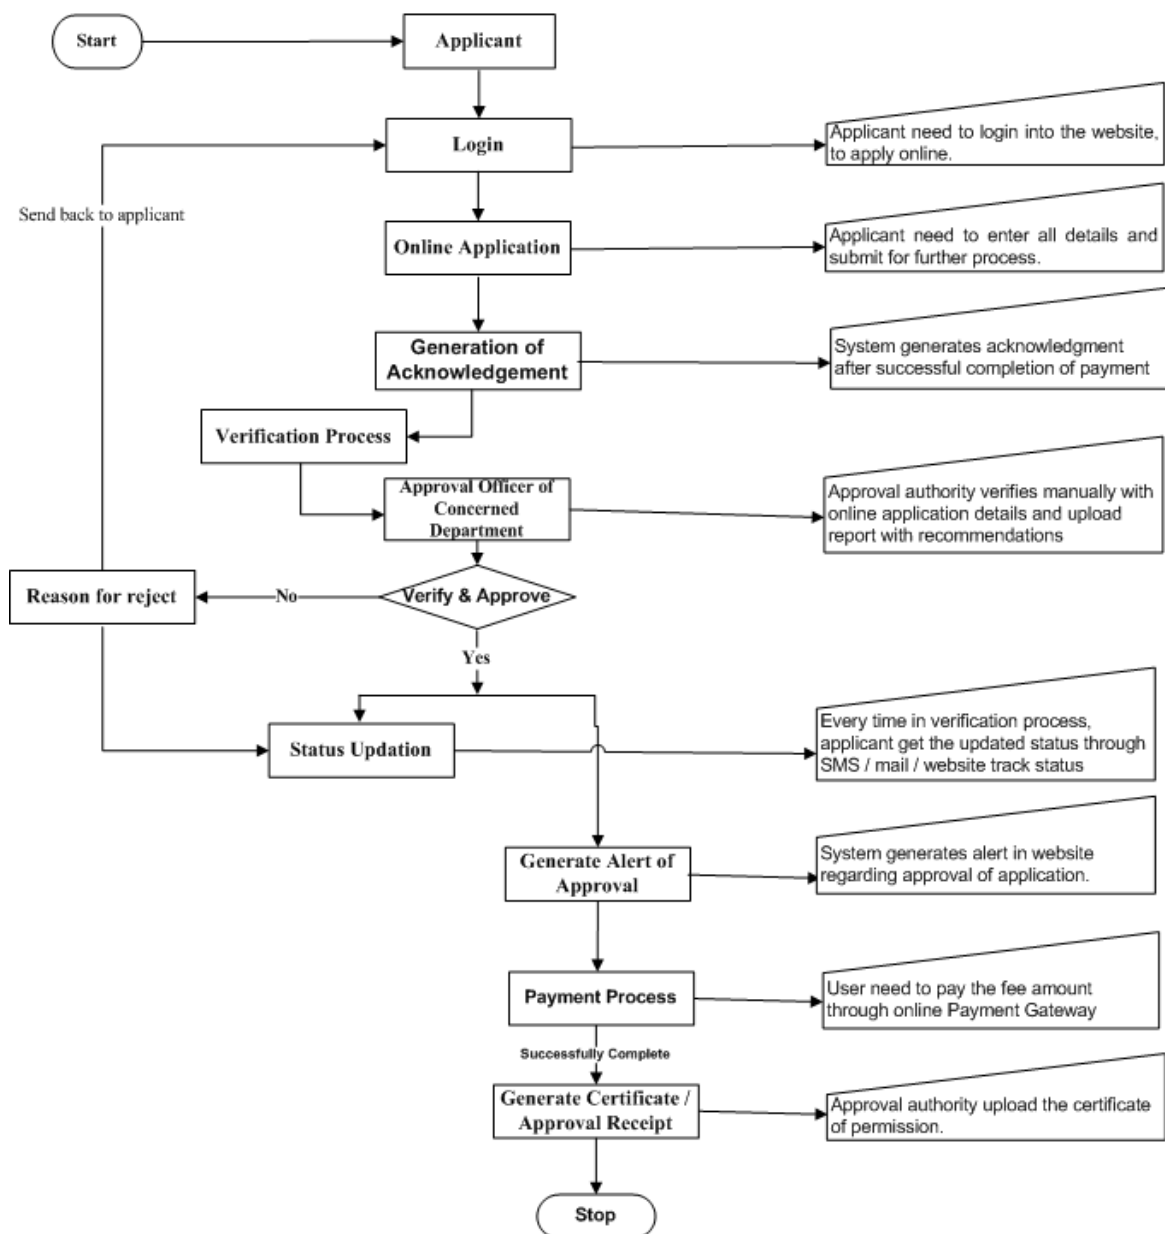 Start
Applicant
Login
Applicant need to login into the website,
to apply online.
Send back to applicant
Online Application
Applicant need to enter all details and
submit for further process.
Generation of
Acknowledgement
System generates acknowledgment
after successful completion of payment
Verification Process
Approval Officer of
Concerned
Department
Approval authority verifies manually with
online application details and upload
report with recommendations
Reason for reject
No
Verify & Approve
Yes
Status Updation
Every time in verification process,
applicant get the updated status through
SMS / mail / website track status
Generate Alert of
Approval
System generates alert in website
regarding approval of application.
Payment Process
User need to pay the fee amount
through online Payment Gateway
Successfully Complete
Generate Certificate /
Approval Receipt
Approval authority upload the certificate
of permission.
Stop